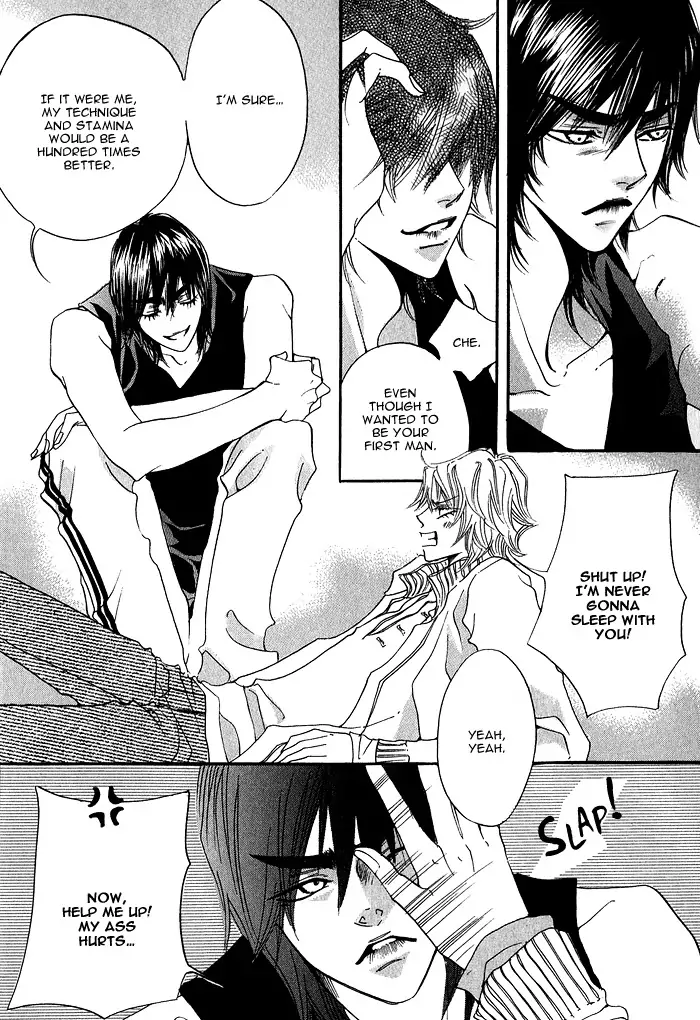 CHE.
EVEN
THOUGH I
WANTED TO
BE YOUR
FIRST MAN.
I'M SURE...
IF IT WERE ME,
MY TECHNIQUE
AND STAMINA
WOULD BE A
HUNDRED TIMES
BETTER.
SHUT UP!
I'M NEVER
GONNA
SLEEP WITH
YOU!
YEAH,
YEAH.
SLAP!
NOW,
HELP ME UP!
MY ASS
HURTS...